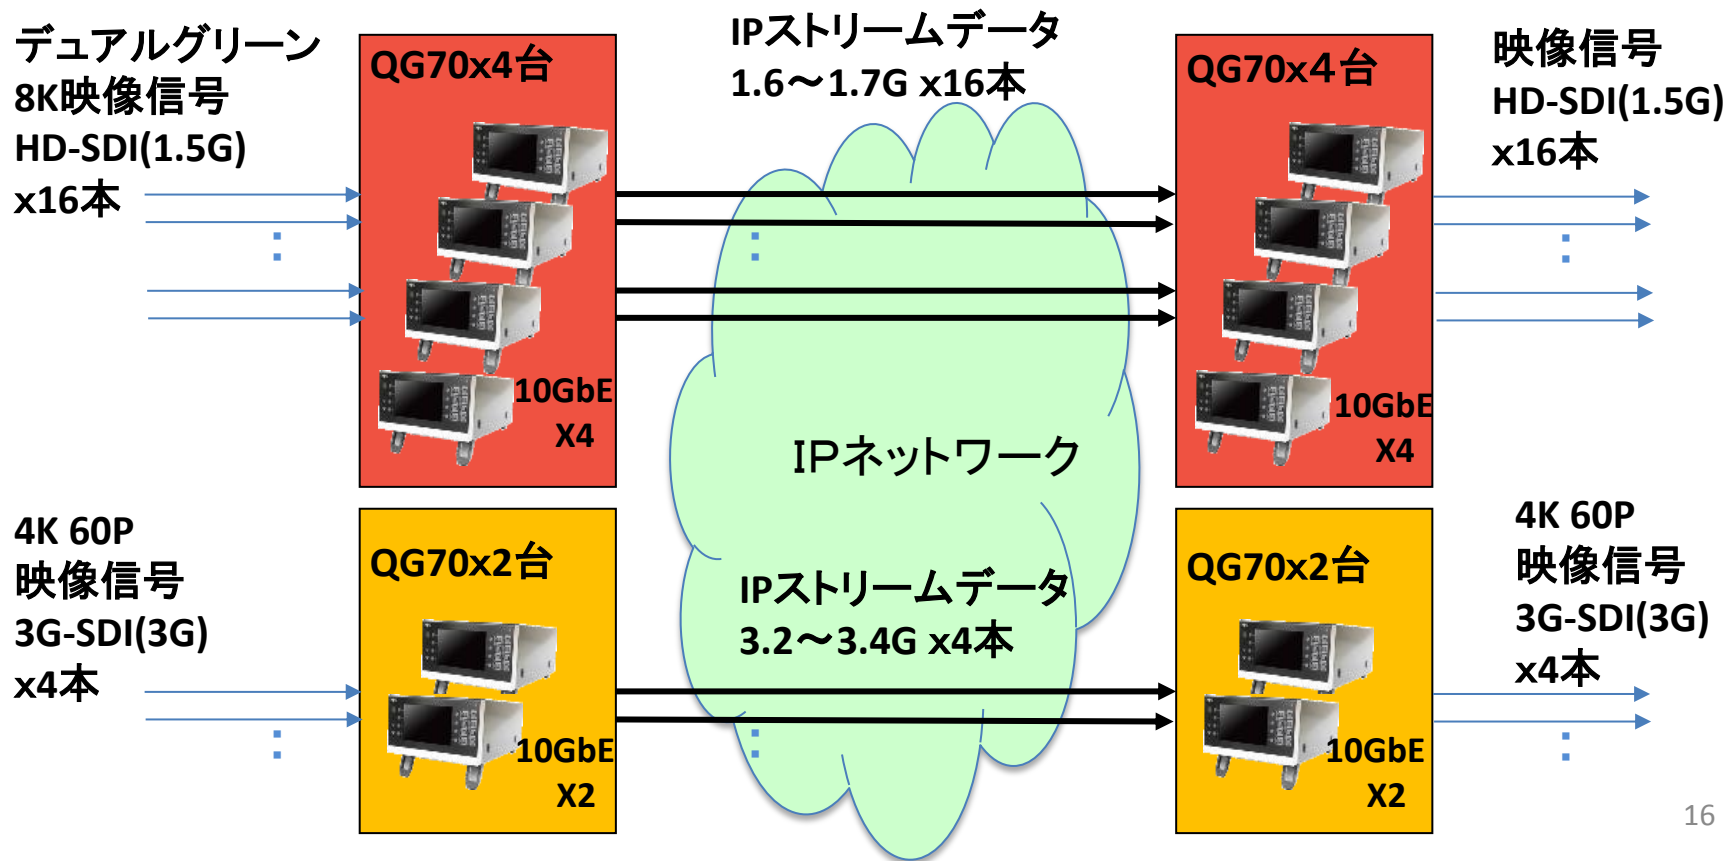 デュアルグリーン
8K映像信号
HD-SDI(1.5G)
x16本
QG70x4台
10GbE
X4
IPストリームデータ
1.6～1.7G x16本
IPネットワーク
QG70x４台
10GbE
X4
映像信号
HD-SDI(1.5G)
x16本
4K 60P
映像信号
3G-SDI(3G)
x4本
QG70x2台
10GbE
X2
IPストリームデータ
3.2～3.4G x4本
QG70x2台
10GbE
X2
4K 60P
映像信号
3G-SDI(3G)
x4本
16